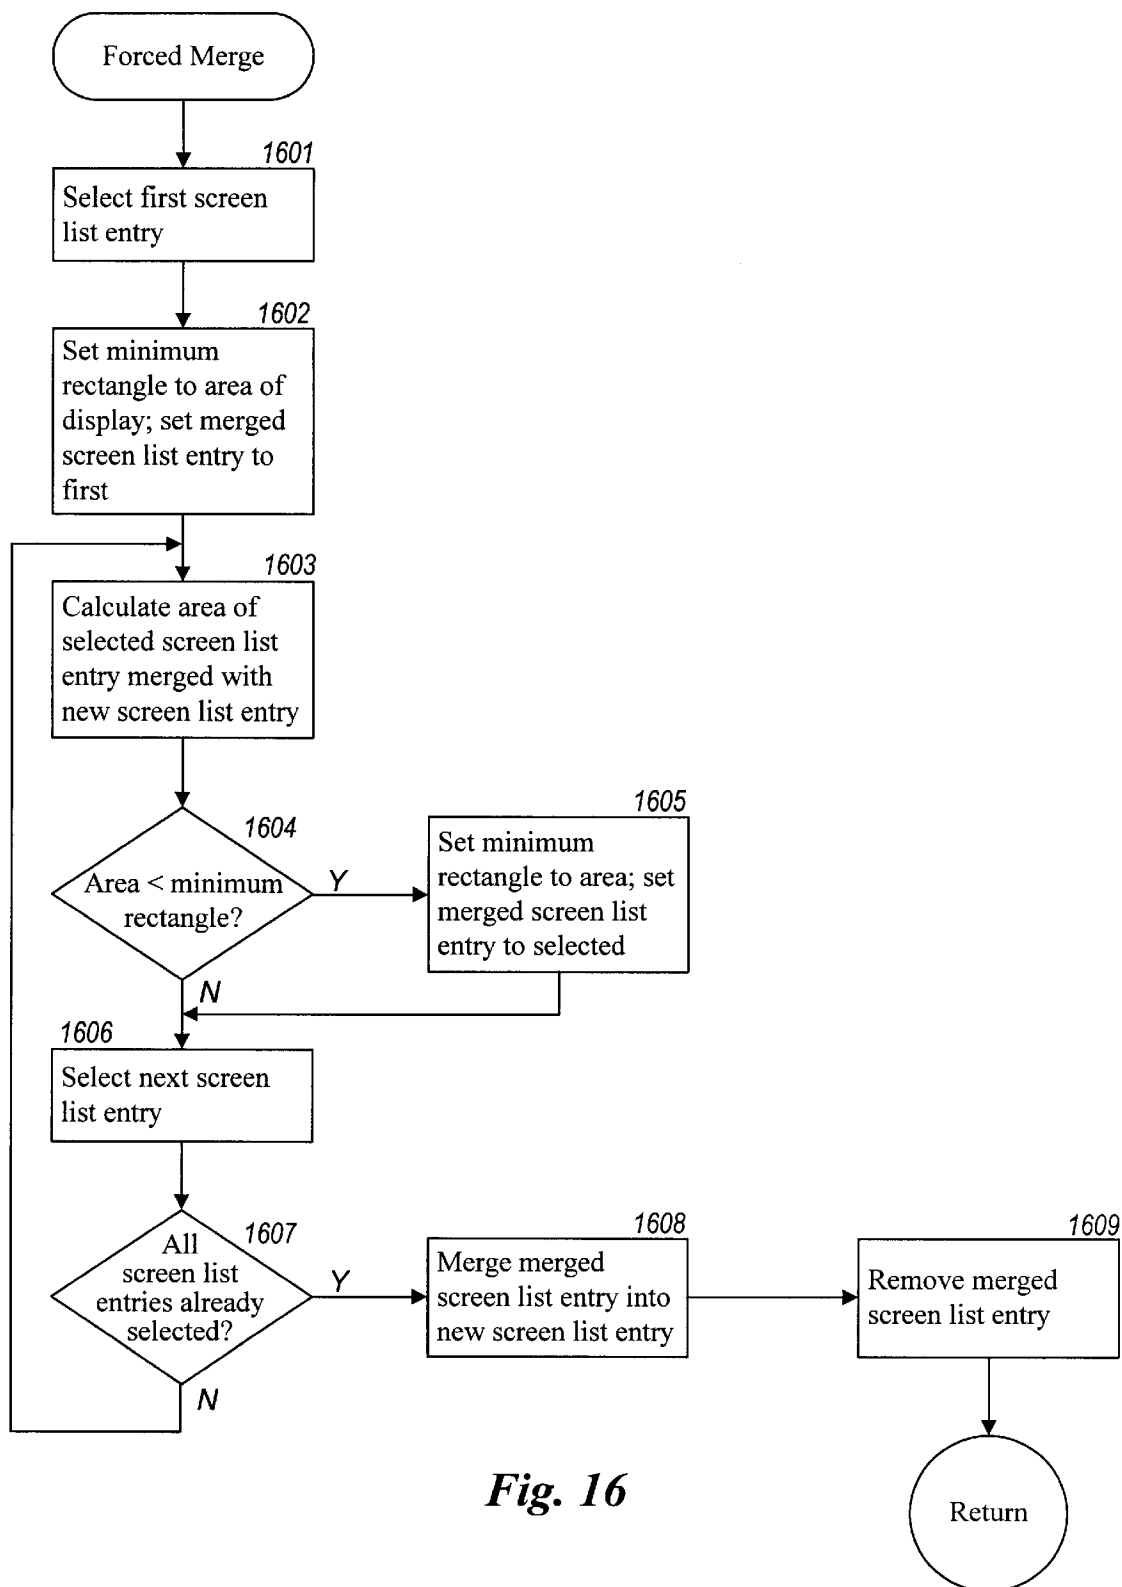 Forced Merge
1601
Select first screen
list entry
1602
Set minimum
rectangle to area of
display; set merged
screen list entry to
first
1603
Calculate area of
selected screen list
entry merged with
new screen list entry
1604
Area < minimum
rectangle?
Y
N
1605
Set minimum
rectangle to area; set
merged screen list
entry to selected
1606
Select next screen
list entry
1607
All
screen list
entries already
selected?
Y
N
1608
Merge merged
screen list entry into
new screen list entry
1609
Remove merged
screen list entry
Return
Fig. 16